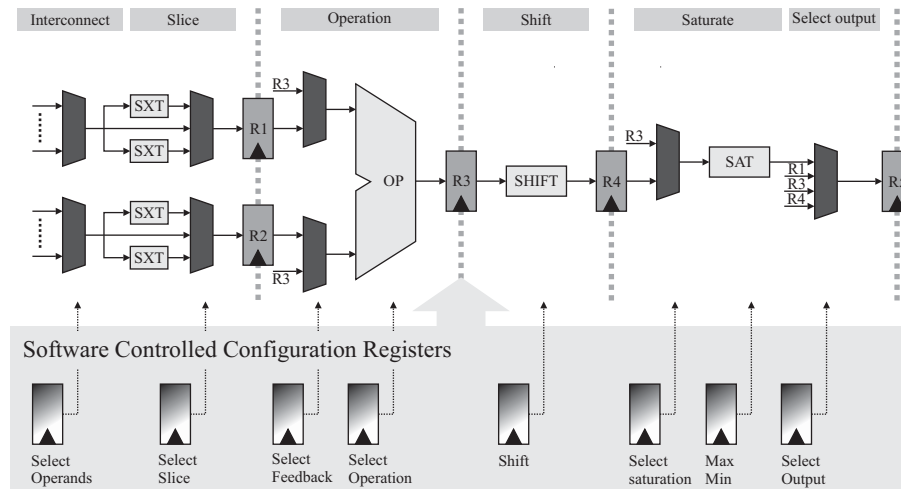 Interconnect Slice Operation Shift Saturate Select output
R3
SXT
SXT
R1
R3
SXT
SXT
R2
R3
OP
R3
SHIFT
R4
SAT
R1
R3
R4
Software Controlled Configuration Registers
Select Operands
Select Slice
Select Feedback
Select Operation
Shift
Select saturation
Max Min
Select Output